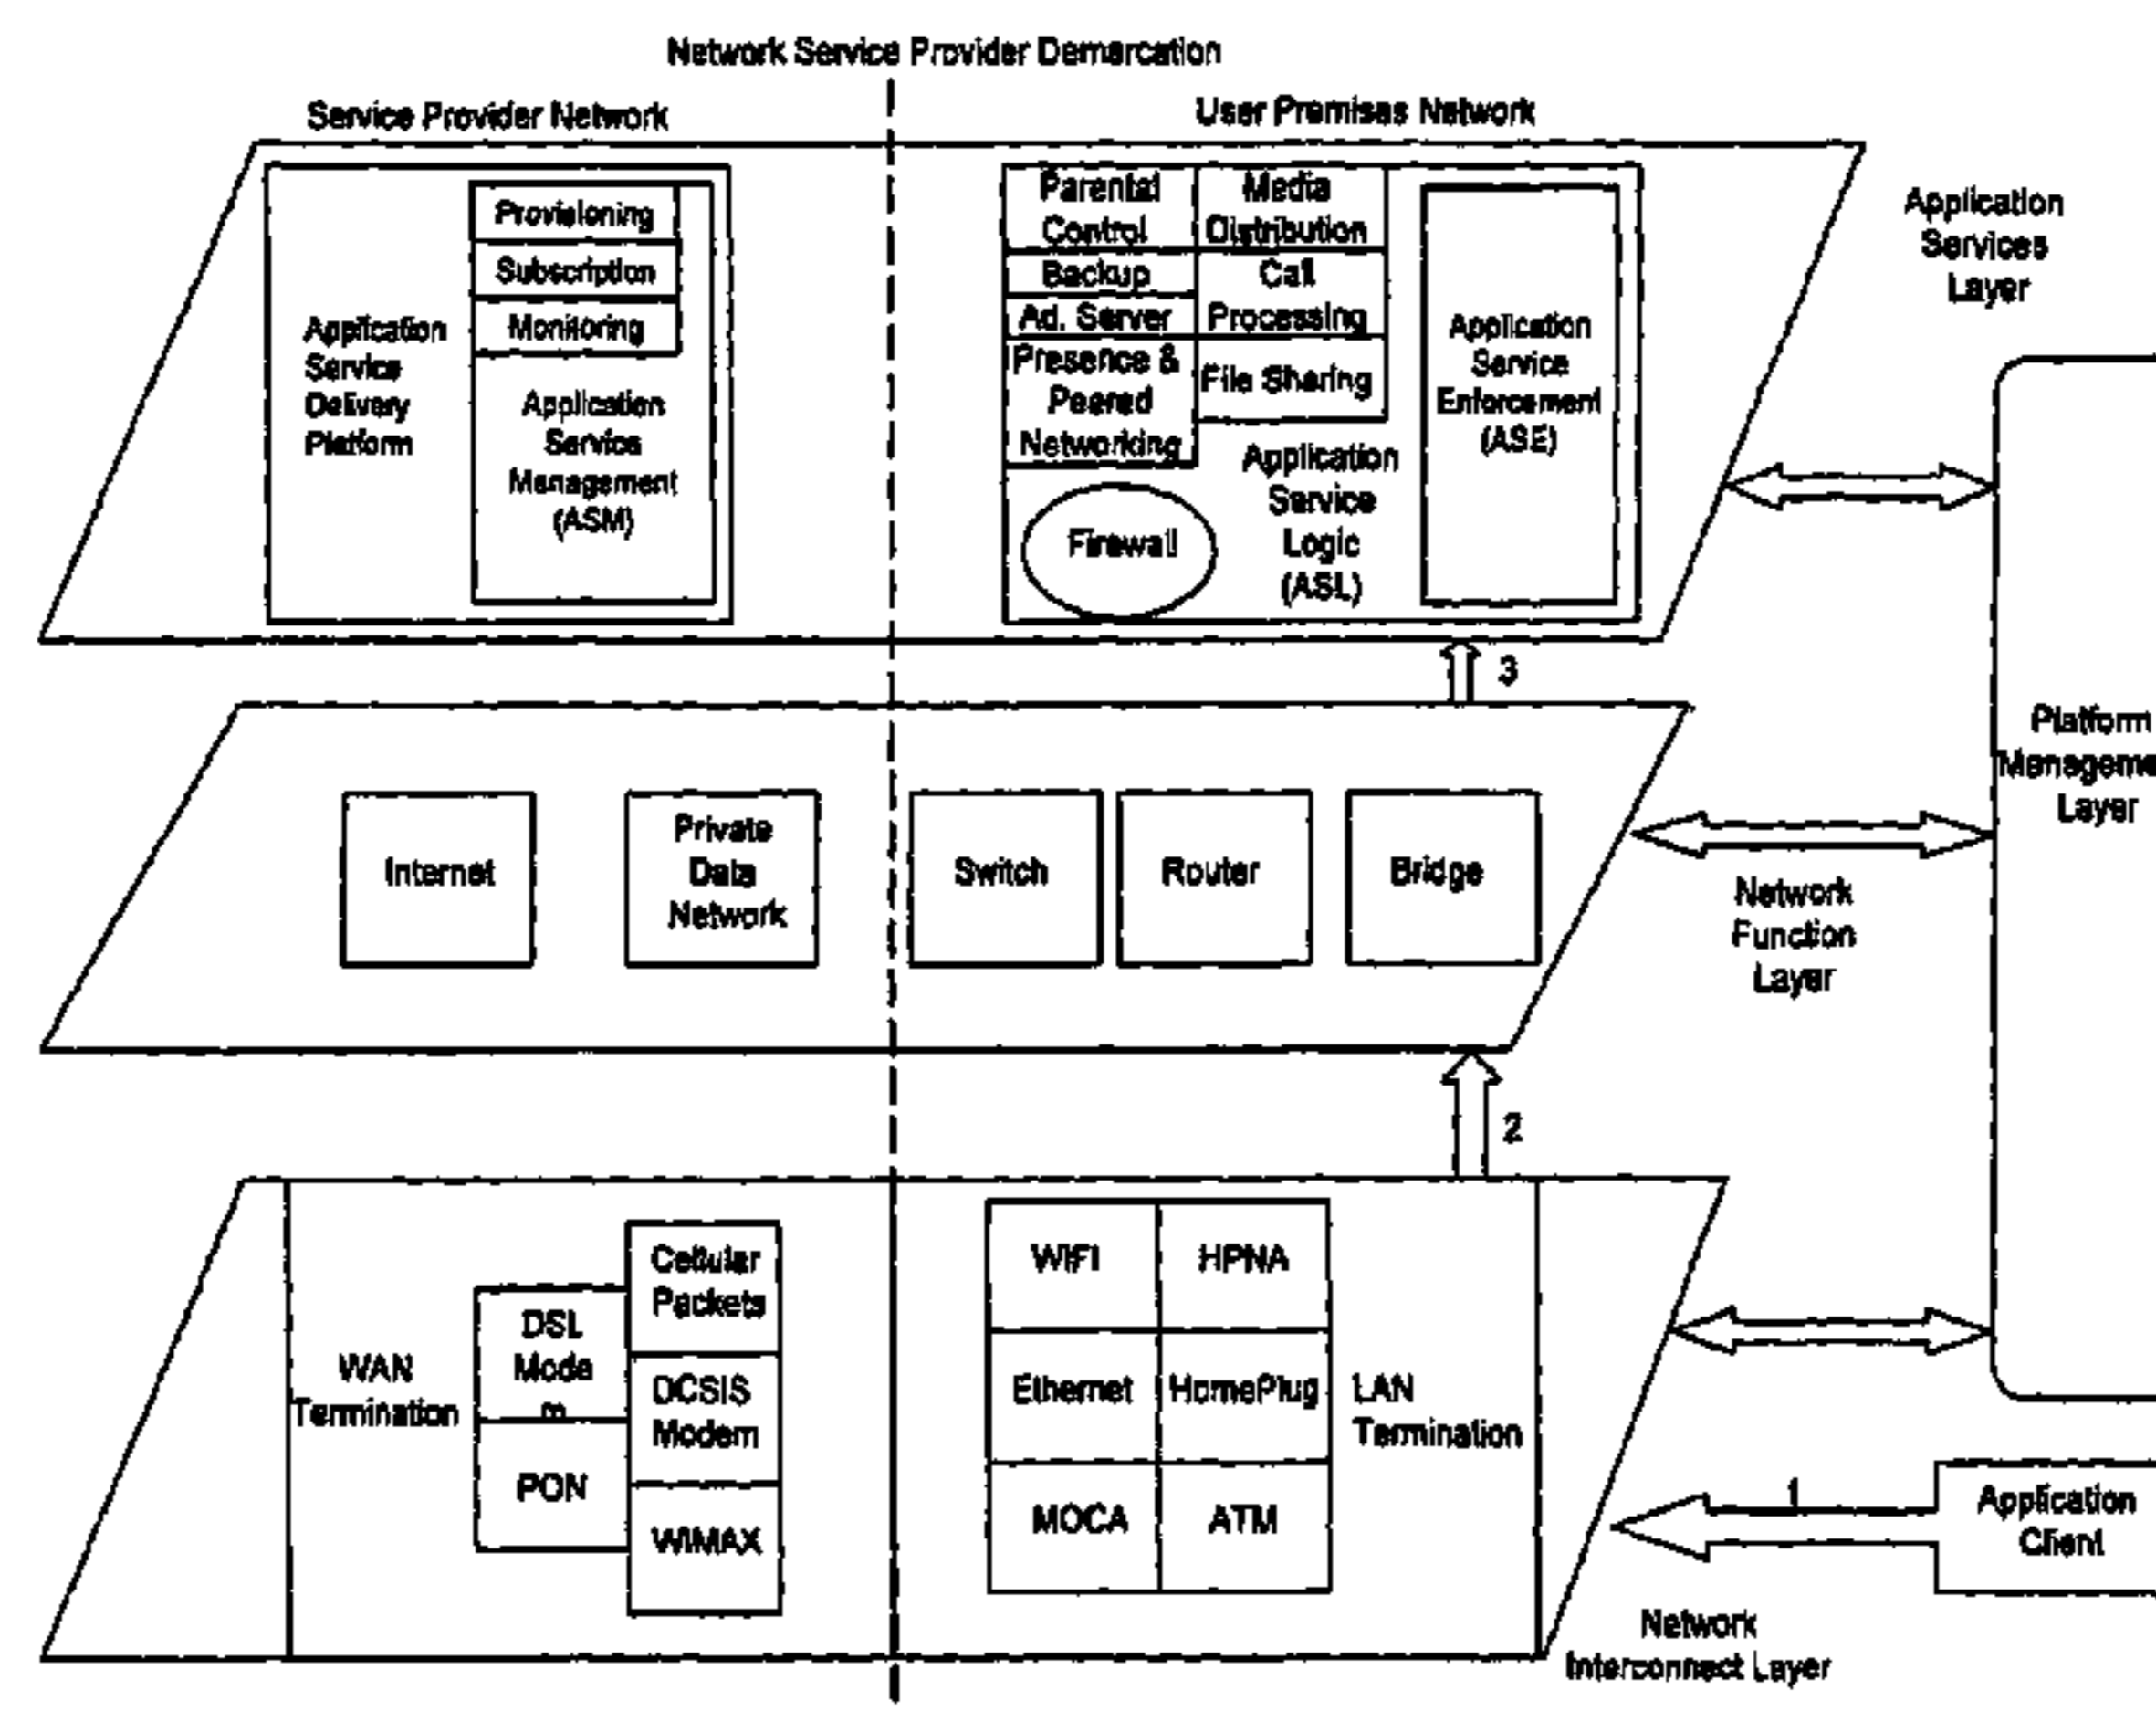 Network Service Provider Demarcation
Service Provider Network
User Premises Network
Provisioning
Subscription
Monitoring
Application
Service
Delivery
Platform
Application
Service
Management
(ASM)
Parental
Control
Media
Distribution
Backup
Call
Processing
Ad. Server
Presence &
Peered
Networking
File Sharing
Firewall
Application
Service
Logic
(ASL)
Application
Service
Enforcement
(ASE)
Application
Services
Layer
3
Internet
Private
Data
Network
Switch
Router
Bridge
Network
Function
Layer
Platform
Layer
2
WAN
Termination
DSL
Mode
m
PON
Cellular
Packets
DCSIS
Modem
WIMAX
WIFI
HPNA
Ethernet
HomePlug
MOCA
ATM
LAN
Termination
1
Application
Client
Network
Interconnect Layer